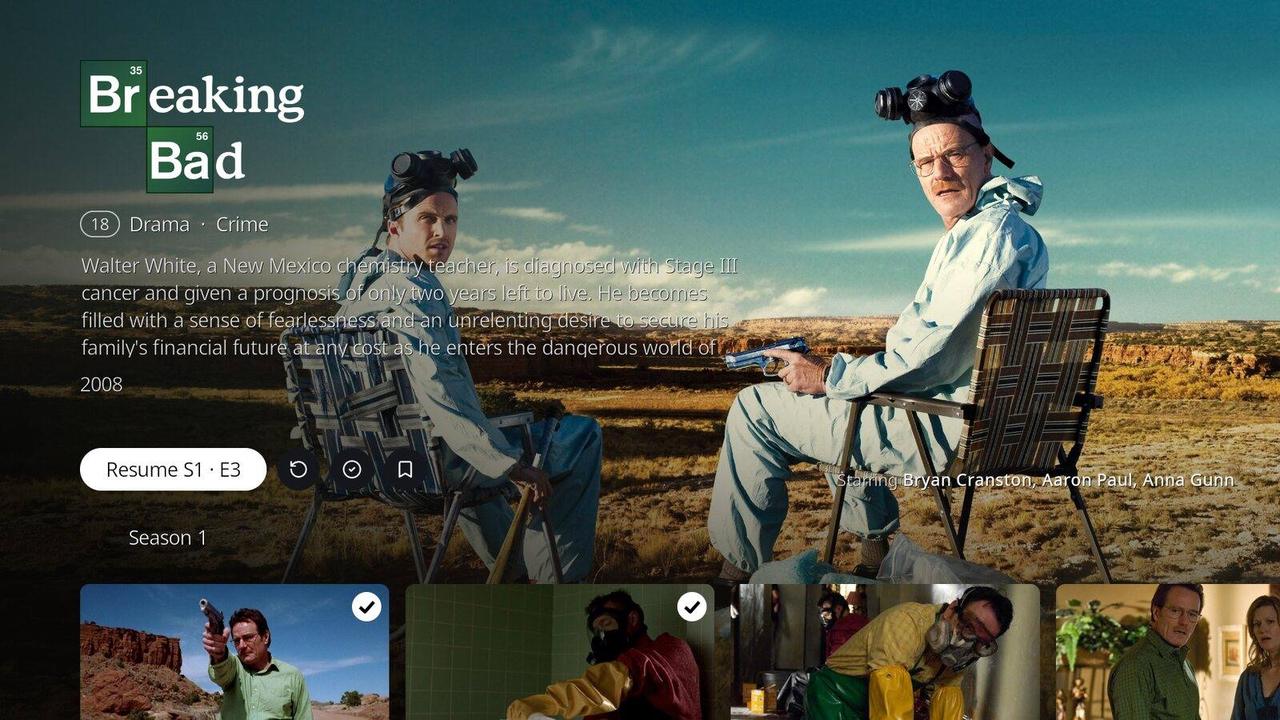 35
Breaking
56
Bad
18 Drama · Crime
Walter White, a New Mexico chemistry teacher, is diagnosed with Stage III
cancer and given a prognosis of only two years left to live. He becomes
filled with a sense of fearlessness and an unrelenting desire to secure his
family's financial future at any cost as he enters the dangerous world of
2008
Resume S1 · E3
Starring Bryan Cranston, Aaron Paul, Anna Gunn
Season 1